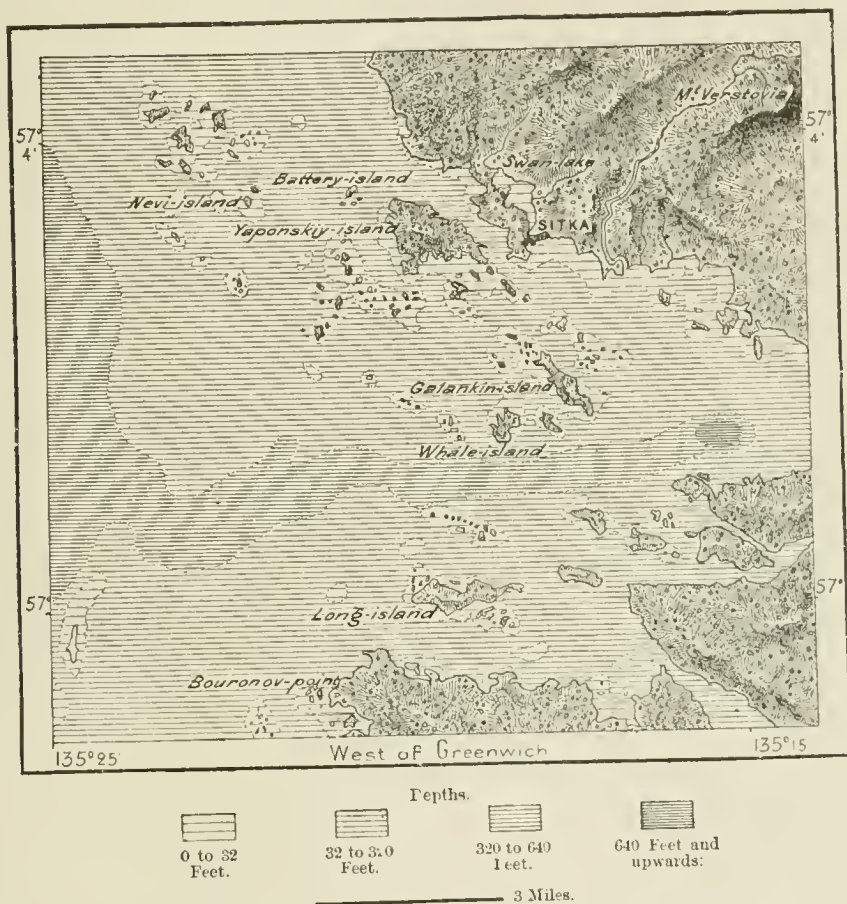 57°
4'
57°
4'
Mt Verstovia
Swan-lake
Battery-island
Nevi-island
Yaponskiy-island
SITKA
Galankin-island
Whale-island
57°
57°
Long-island
Bouronov-point
135°25'
West of Greenwich
135°15
Depths.
0 to 32
Feet.
32 to 320
Feet.
320 to 640
Feet.
640 Feet and
upwards:
3 Miles.